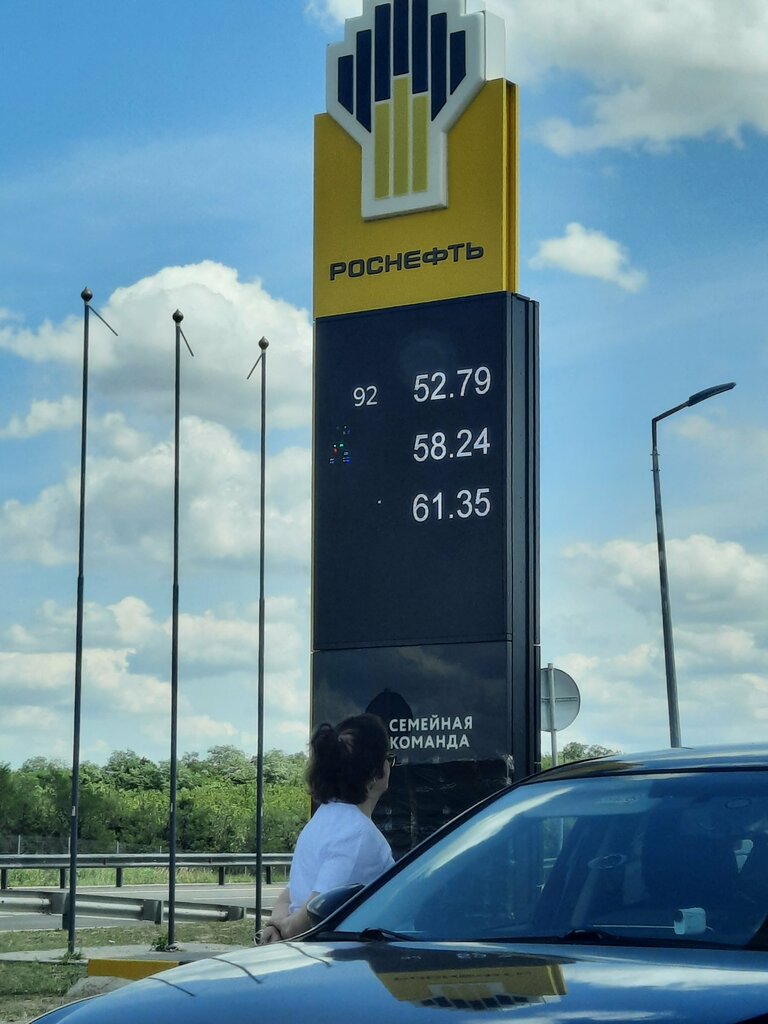 РОСНЕФТЬ
92 52.79
58.24
61.35
СЕМЕЙНАЯ
КОМАНДА